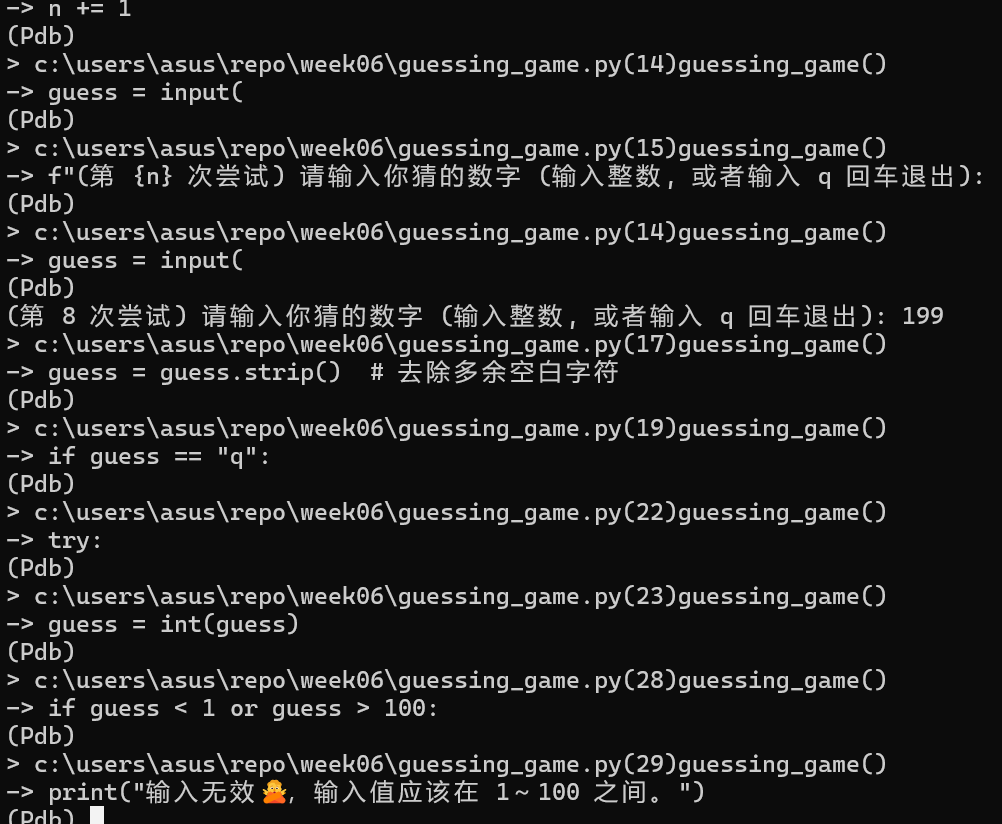 -> n += 1
(Pdb)
> c:\users\asus\repo\week06\guessing_game.py(14)guessing_game()
-> guess = input(
(Pdb)
> c:\users\asus\repo\week06\guessing_game.py(15)guessing_game()
-> f"(第 {n} 次尝试) 请输入你猜的数字 (输入整数, 或者输入 q 回车退出):
(Pdb)
> c:\users\asus\repo\week06\guessing_game.py(14)guessing_game()
-> guess = input(
(Pdb)
(第 8 次尝试) 请输入你猜的数字 (输入整数, 或者输入 q 回车退出): 199
> c:\users\asus\repo\week06\guessing_game.py(17)guessing_game()
-> guess = guess.strip()  # 去除多余空白字符
(Pdb)
> c:\users\asus\repo\week06\guessing_game.py(19)guessing_game()
-> if guess == "q":
(Pdb)
> c:\users\asus\repo\week06\guessing_game.py(22)guessing_game()
-> try:
(Pdb)
> c:\users\asus\repo\week06\guessing_game.py(23)guessing_game()
-> guess = int(guess)
(Pdb)
> c:\users\asus\repo\week06\guessing_game.py(28)guessing_game()
-> if guess < 1 or guess > 100:
(Pdb)
> c:\users\asus\repo\week06\guessing_game.py(29)guessing_game()
-> print("输入无效🙅, 输入值应该在 1~100 之间。")
(Pdb)